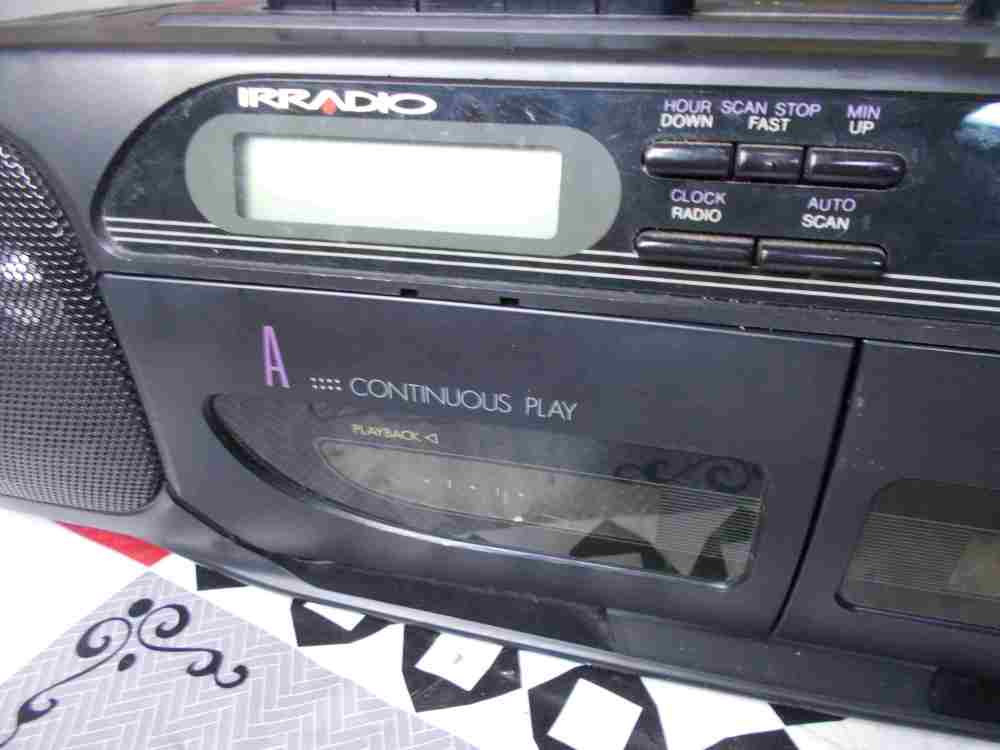 IRRADIO
HOUR SCAN STOP MIN
DOWN FAST UP
CLOCK AUTO
RADIO SCAN
A CONTINUOUS PLAY
PLAYBACK